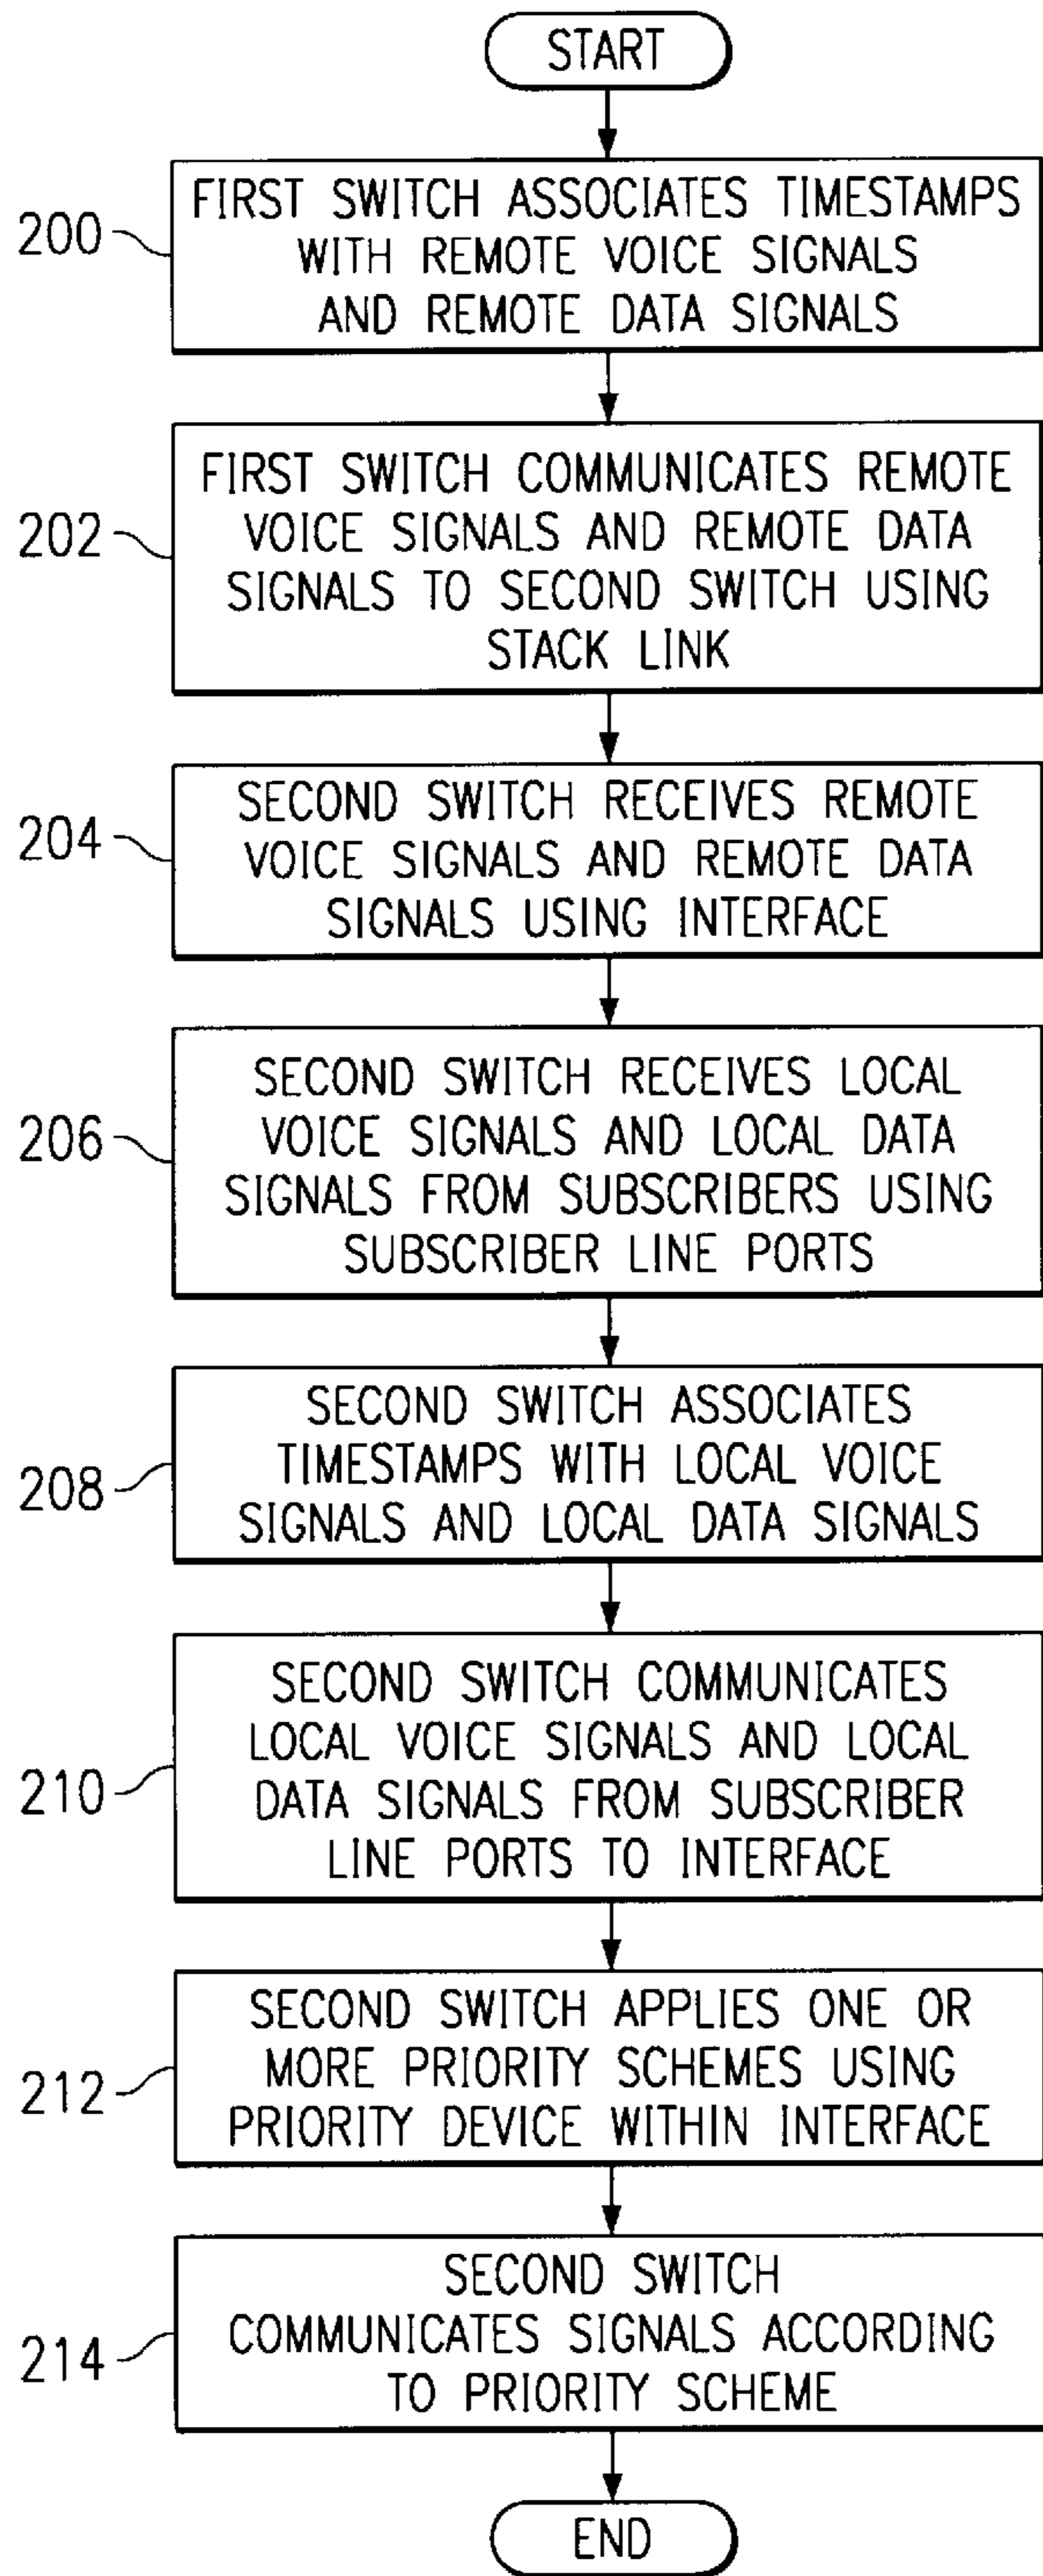 START
200
FIRST SWITCH ASSOCIATES TIMESTAMPS
WITH REMOTE VOICE SIGNALS
AND REMOTE DATA SIGNALS
202
FIRST SWITCH COMMUNICATES REMOTE
VOICE SIGNALS AND REMOTE DATA
SIGNALS TO SECOND SWITCH USING
STACK LINK
204
SECOND SWITCH RECEIVES REMOTE
VOICE SIGNALS AND REMOTE DATA
SIGNALS USING INTERFACE
206
SECOND SWITCH RECEIVES LOCAL
VOICE SIGNALS AND LOCAL DATA
SIGNALS FROM SUBSCRIBERS USING
SUBSCRIBER LINE PORTS
208
SECOND SWITCH ASSOCIATES
TIMESTAMPS WITH LOCAL VOICE
SIGNALS AND LOCAL DATA SIGNALS
210
SECOND SWITCH COMMUNICATES
LOCAL VOICE SIGNALS AND LOCAL
DATA SIGNALS FROM SUBSCRIBER
LINE PORTS TO INTERFACE
212
SECOND SWITCH APPLIES ONE OR
MORE PRIORITY SCHEMES USING
PRIORITY DEVICE WITHIN INTERFACE
214
SECOND SWITCH
COMMUNICATES SIGNALS ACCORDING
TO PRIORITY SCHEME
END